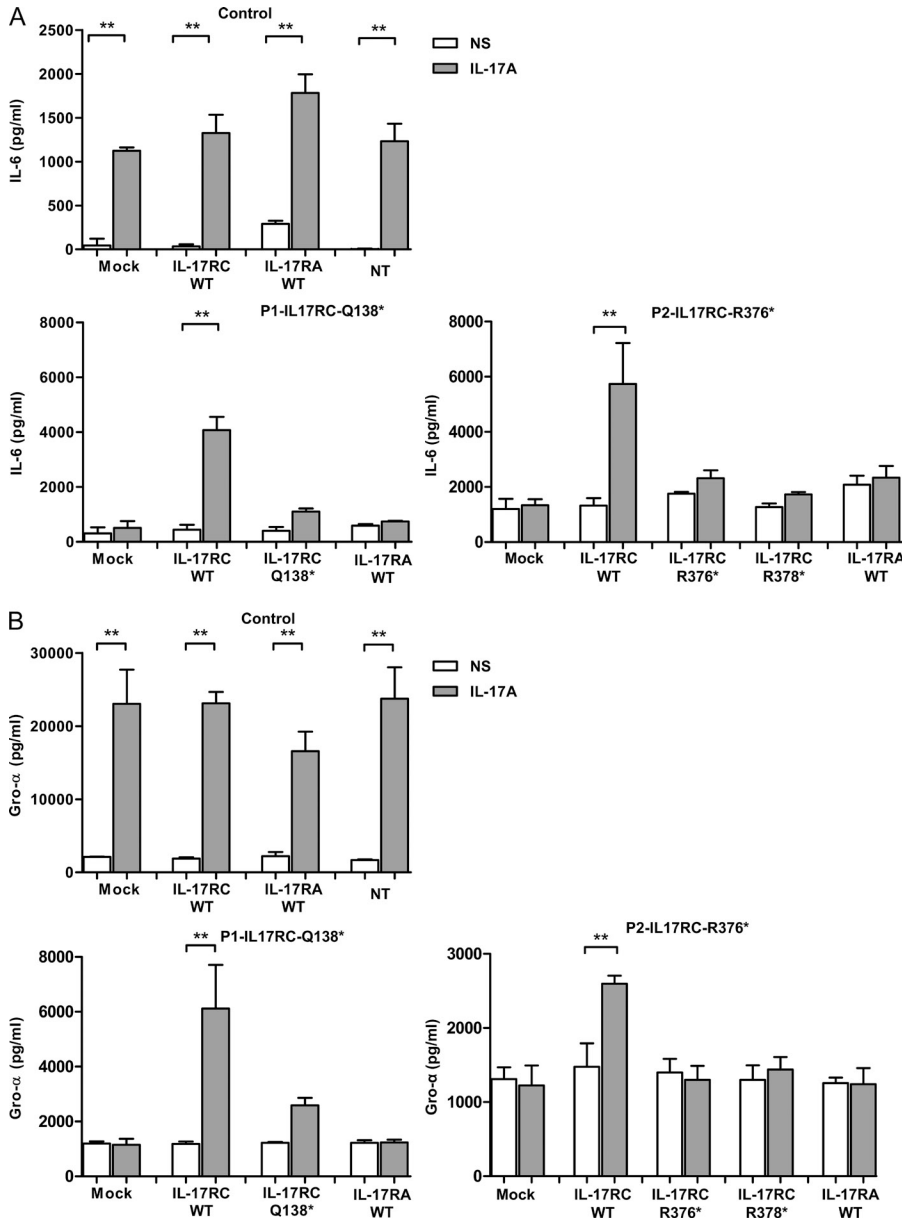 A
Control
** ** ** **
NS
IL-17A
IL-6 (pg/ml)
2500
2000
1500
1000
500
0
Mock IL-17RC WT IL-17RA WT NT
P1-IL17RC-Q138*
**
IL-6 (pg/ml)
8000
6000
4000
2000
0
Mock IL-17RC WT IL-17RC Q138* IL-17RA WT
P2-IL17RC-R376*
**
IL-6 (pg/ml)
8000
6000
4000
2000
0
Mock IL-17RC WT IL-17RC R376* IL-17RC R378* IL-17RA WT
B
Control
** ** ** **
NS
IL-17A
Gro-α (pg/ml)
30000
20000
10000
0
Mock IL-17RC WT IL-17RA WT NT
P1-IL17RC-Q138*
**
Gro-α (pg/ml)
8000
6000
4000
2000
0
Mock IL-17RC WT IL-17RC Q138* IL-17RA WT
P2-IL17RC-R376*
**
Gro-α (pg/ml)
3000
2000
1000
0
Mock IL-17RC WT IL-17RC R376* IL-17RC R378* IL-17RA WT